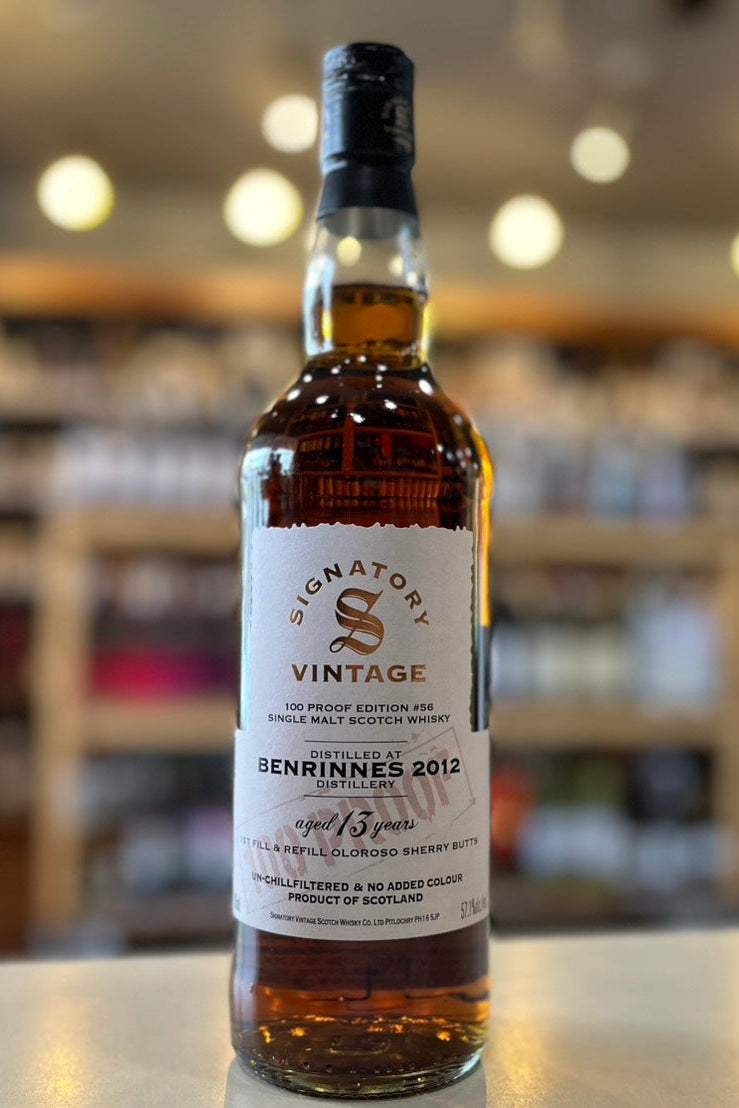 SIGNATORY
S
VINTAGE
100 PROOF EDITION #56
SINGLE MALT SCOTCH WHISKY
DISTILLED AT
BENRINNES 2012
DISTILLERY
100 PROOF
aged 13 years
1ST FILL & REFILL OLOROSO SHERRY BUTTS
UN-CHILLFILTERED & NO ADDED COLOUR
PRODUCT OF SCOTLAND
SIGNATORY VINTAGE SCOTCH WHISKY CO. LTD PITLOCHRY PH16 5JP
57.1%